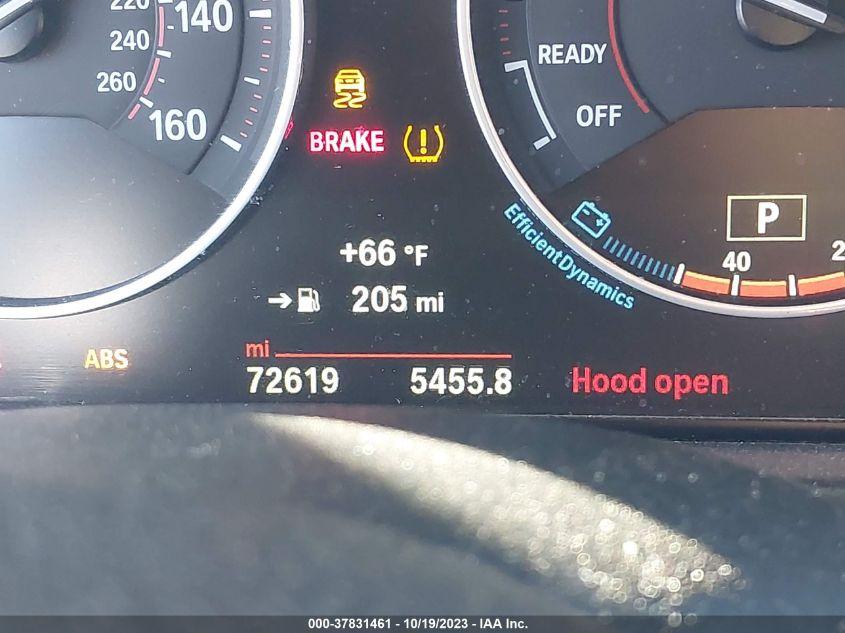 220
140
240
260
160
READY
OFF
BRAKE
P
EfficientDynamics
40
+66 °F
➔ 205 mi
ABS
mi
72619 5455.8
Hood open
000-37831461 - 10/19/2023 - IAA Inc.